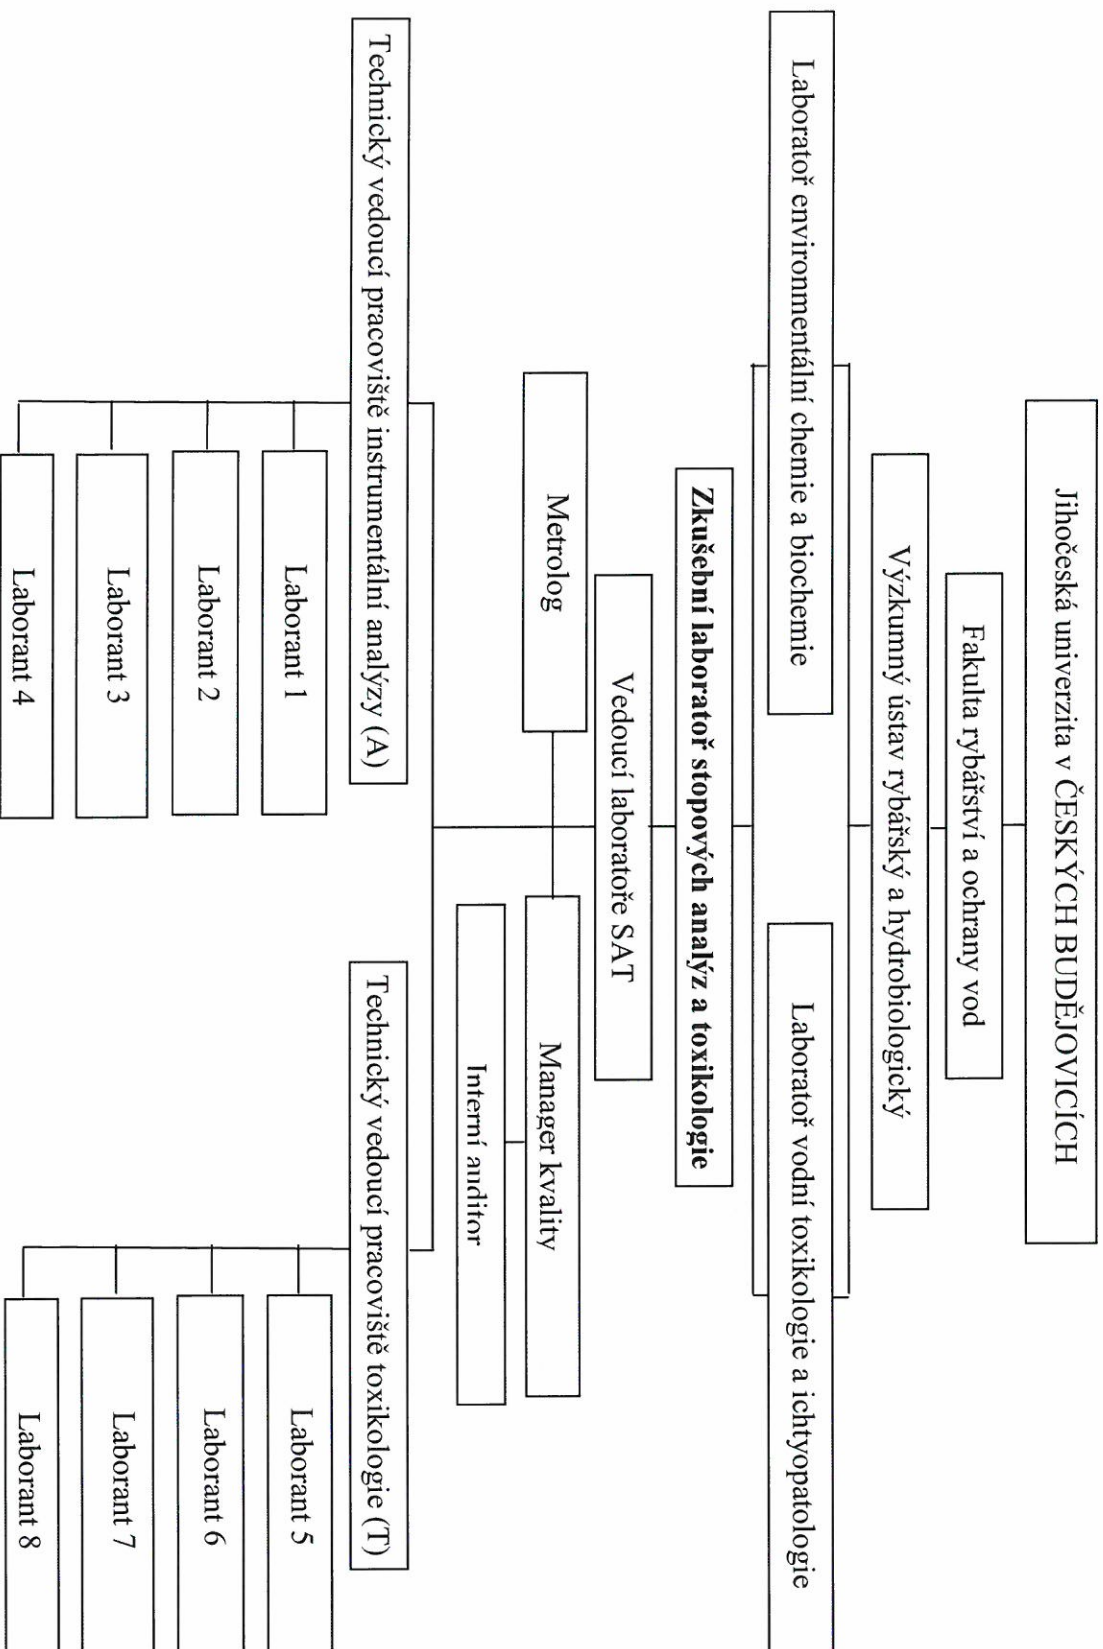 Jihočeská univerzita v ČESKÝCH BUDĚJOVICÍCH
Fakulta rybářství a ochrany vod
Výzkumný ústav rybářský a hydrobiologický
Laboratoř environmentální chemie a biochemie
Laboratoř vodní toxikologie a ichtyopatologie
Zkušební laboratoř stopových analýz a toxikologie
Vedoucí laboratoře SAT
Metrolog
Manager kvality
Interní auditor
Technický vedoucí pracoviště instrumentální analýzy (A)
Technický vedoucí pracoviště toxikologie (T)
Laborant 1
Laborant 2
Laborant 3
Laborant 4
Laborant 5
Laborant 6
Laborant 7
Laborant 8